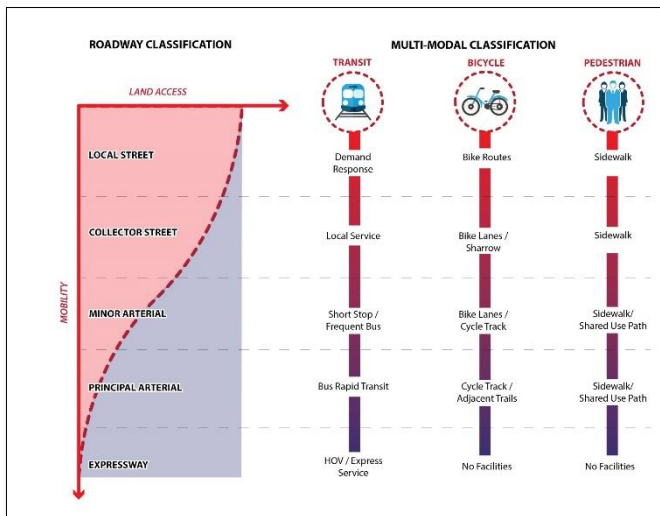 ROADWAY CLASSIFICATION
MULTI-MODAL CLASSIFICATION
TRANSIT
BICYCLE
PEDESTRIAN
LAND ACCESS
MOBILITY
LOCAL STREET
Demand
Response
Bike Routes
Sidewalk
COLLECTOR STREET
Local Service
Bike Lanes /
Sharrow
Sidewalk
MINOR ARTERIAL
Short Stop /
Frequent Bus
Bike Lanes /
Cycle Track
Sidewalk/
Shared Use Path
PRINCIPAL ARTERIAL
Bus Rapid Transit
Cycle Track /
Adjacent Trails
Sidewalk/
Shared Use Path
EXPRESSWAY
HOV / Express
Service
No Facilities
No Facilities